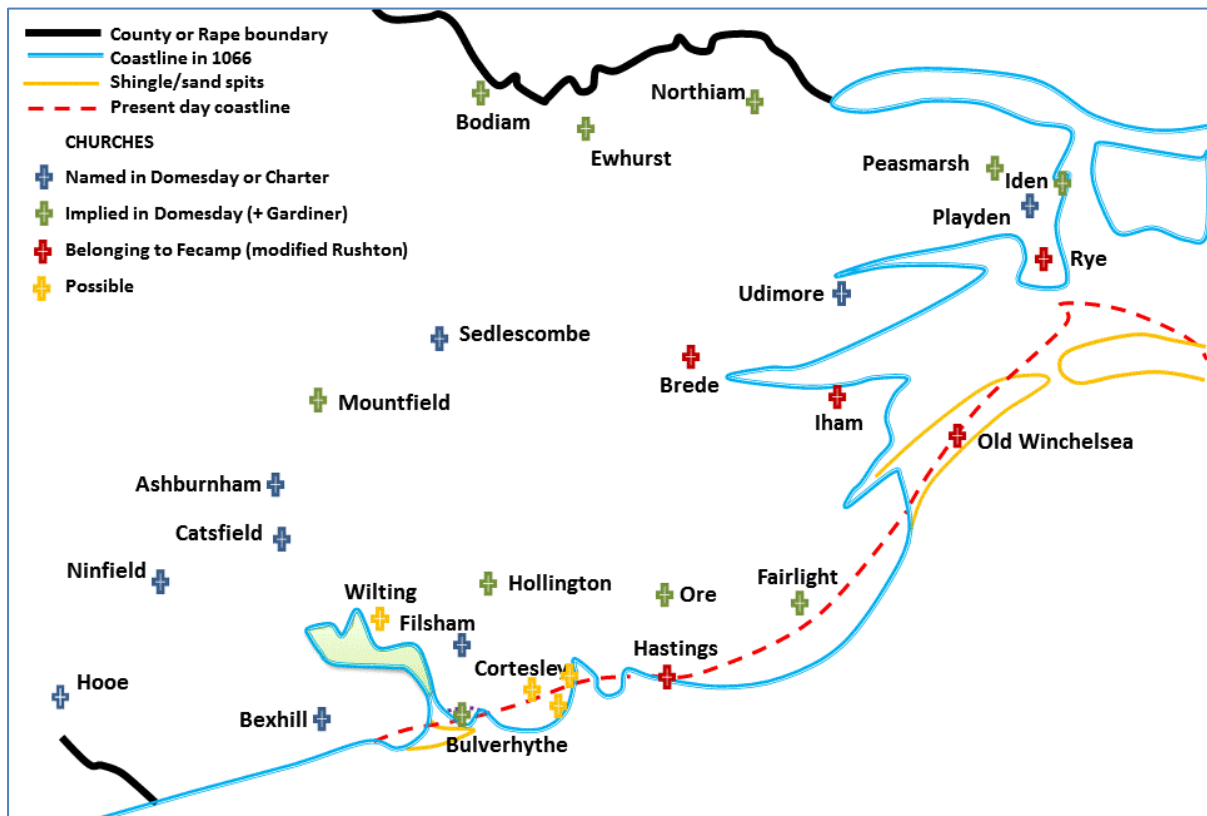 County or Rape boundary
Coastline in 1066
Shingle/sand spits
Present day coastline
CHURCHES
Named in Domesday or Charter
Implied in Domesday (+ Gardiner)
Belonging to Fecamp (modified Rushton)
Possible
Bodiam
Northiam
Ewhurst
Peasmarsh
Iden
Playden
Rye
Udimore
Sedlescombe
Brede
Mountfield
Iham
Old Winchelsea
Ashburnham
Catsfield
Ninfield
Wilting
Hollington
Ore
Fairlight
Filsham
Hastings
Cortesley
Hooe
Bexhill
Bulverhythe